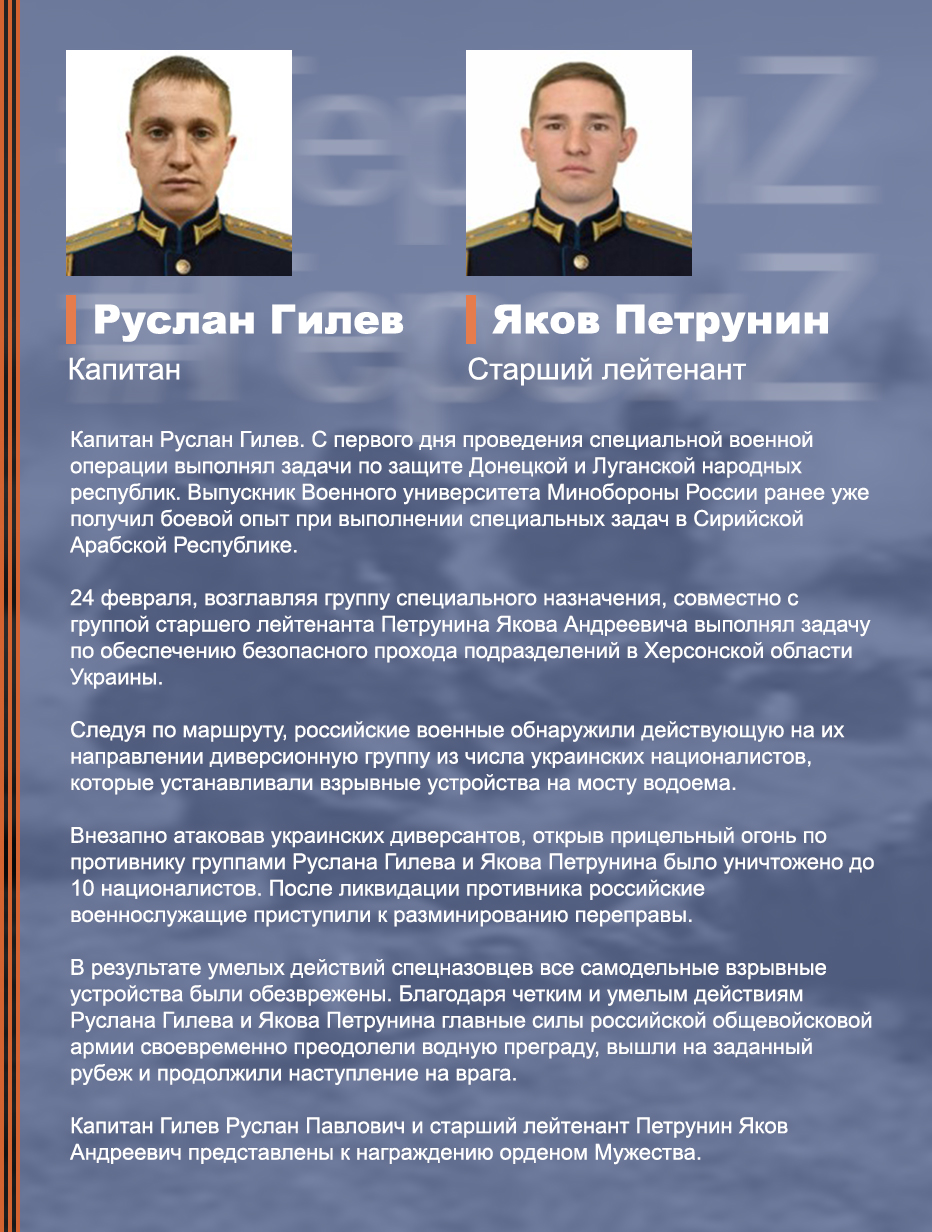 #ГероиZ
#ГероиZ
Руслан Гилев
Яков Петрунин
Капитан
Старший лейтенант
Капитан Руслан Гилев. С первого дня проведения специальной военной
операции выполнял задачи по защите Донецкой и Луганской народных
республик. Выпускник Военного университета Минобороны России ранее уже
получил боевой опыт при выполнении специальных задач в Сирийской
Арабской Республике.
24 февраля, возглавляя группу специального назначения, совместно с
группой старшего лейтенанта Петрунина Якова Андреевича выполнял задачу
по обеспечению безопасного прохода подразделений в Херсонской области
Украины.
Следуя по маршруту, российские военные обнаружили действующую на их
направлении диверсионную группу из числа украинских националистов,
которые устанавливали взрывные устройства на мосту водоема.
Внезапно атаковав украинских диверсантов, открыв прицельный огонь по
противнику группами Руслана Гилева и Якова Петрунина было уничтожено до
10 националистов. После ликвидации противника российские
военнослужащие приступили к разминированию переправы.
В результате умелых действий спецназовцев все самодельные взрывные
устройства были обезврежены. Благодаря четким и умелым действиям
Руслана Гилева и Якова Петрунина главные силы российской общевойсковой
армии своевременно преодолели водную преграду, вышли на заданный
рубеж и продолжили наступление на врага.
Капитан Гилев Руслан Павлович и старший лейтенант Петрунин Яков
Андреевич представлены к награждению орденом Мужества.